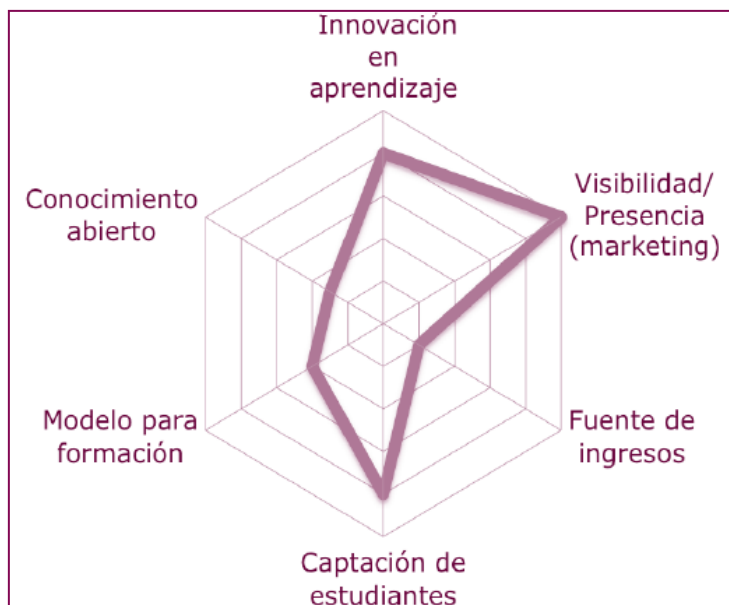 Innovación
en
aprendizaje
Visibilidad/
Presencia
(marketing)
Fuente de
ingresos
Captación de
estudiantes
Modelo para
formación
Conocimiento
abierto